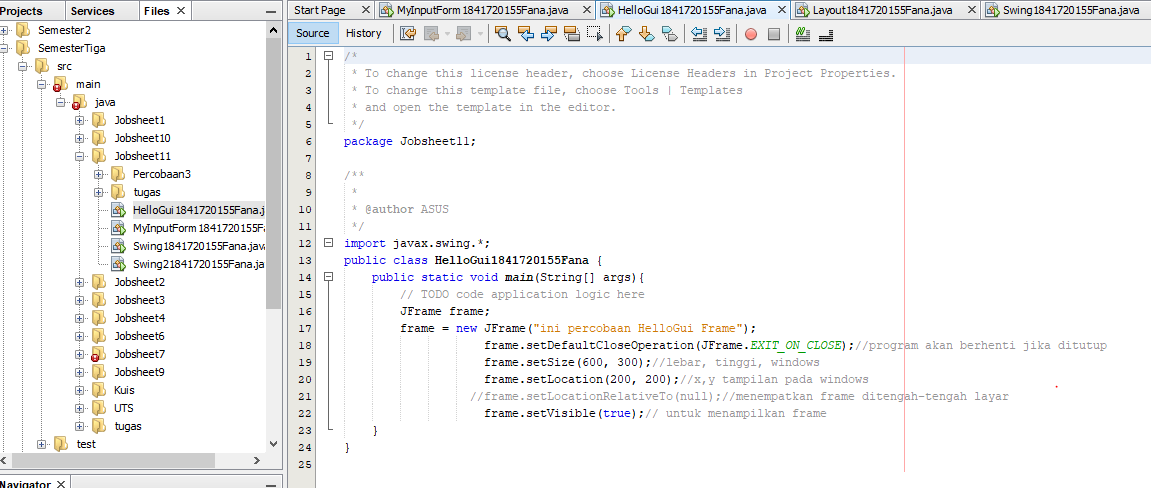 Projects Services Files
Start Page MyInputForm1841720155Fana.java HelloGui1841720155Fana.java Layout1841720155Fana.java Swing1841720155Fana.java
Source History
Semester2
SemesterTiga
src
main
java
Jobsheet1
Jobsheet10
Jobsheet11
Percobaan3
tugas
HelloGui1841720155Fana.j
MyInputForm1841720155F
Swing1841720155Fana.jav
Swing21841720155Fana.ja
Jobsheet2
Jobsheet3
Jobsheet4
Jobsheet6
Jobsheet7
Jobsheet9
Kuis
UTS
tugas
test
Navigator
1 /*
2 * To change this license header, choose License Headers in Project Properties.
3 * To change this template file, choose Tools | Templates
4 * and open the template in the editor.
5 */
6 package Jobsheet11;
7
8 /**
9 *
10 * @author ASUS
11 */
12 import javax.swing.*;
13 public class HelloGui1841720155Fana {
14 public static void main(String[] args){
15 // TODO code application logic here
16 JFrame frame;
17 frame = new JFrame("ini percobaan HelloGui Frame");
18 frame.setDefaultCloseOperation(JFrame.EXIT_ON_CLOSE);//program akan berhenti jika ditutup
19 frame.setSize(600, 300);//lebar, tinggi, windows
20 frame.setLocation(200, 200);//x,y tampilan pada windows
21 //frame.setLocationRelativeTo(null);//menempatkan frame ditengah-tengah layar
22 frame.setVisible(true);// untuk menampilkan frame
23 }
24 }
25